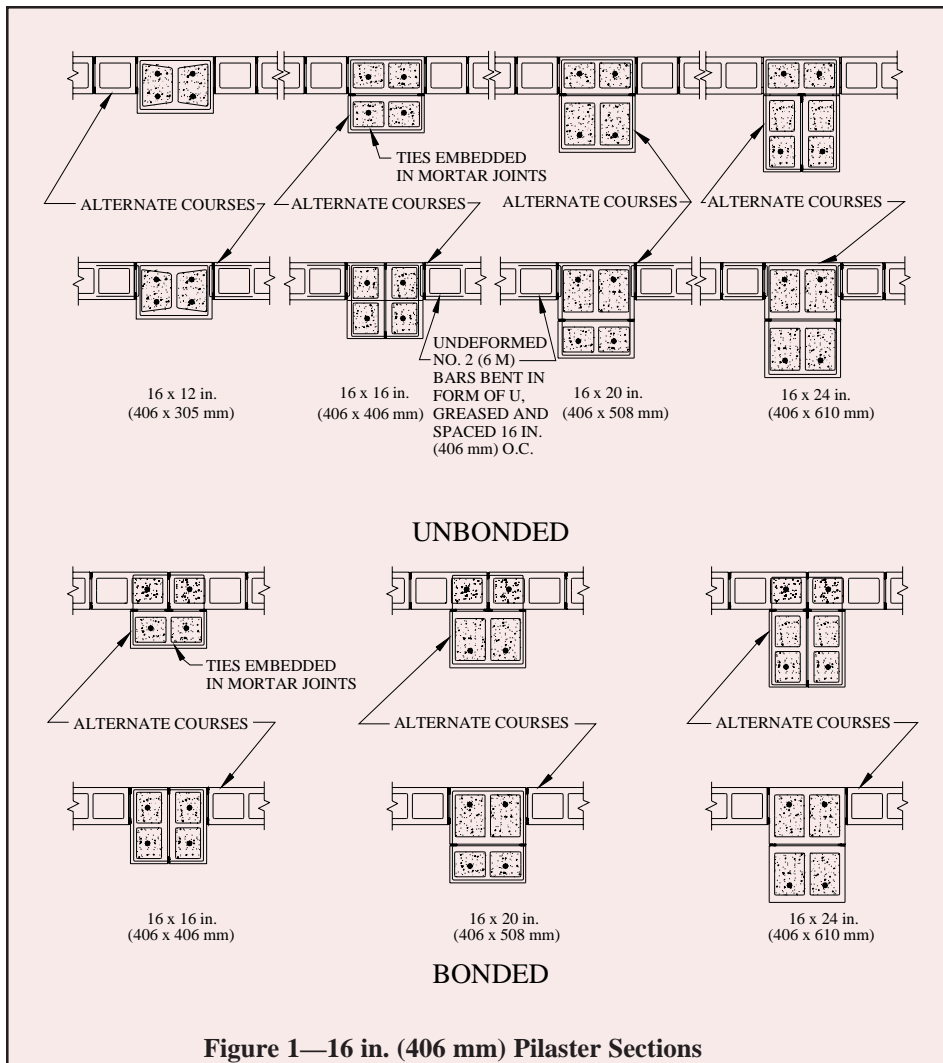 TIES EMBEDDED
IN MORTAR JOINTS
ALTERNATE COURSES
ALTERNATE COURSES
ALTERNATE COURSES
ALTERNATE COURSES
UNDEFORMED
NO. 2 (6 M)
BARS BENT IN
FORM OF U,
GREASED AND
SPACED 16 IN.
(406 mm) O.C.
16 x 12 in.
(406 x 305 mm)
16 x 16 in.
(406 x 406 mm)
16 x 20 in.
(406 x 508 mm)
16 x 24 in.
(406 x 610 mm)
UNBONDED
TIES EMBEDDED
IN MORTAR JOINTS
ALTERNATE COURSES
ALTERNATE COURSES
ALTERNATE COURSES
16 x 16 in.
(406 x 406 mm)
16 x 20 in.
(406 x 508 mm)
16 x 24 in.
(406 x 610 mm)
BONDED
Figure 1—16 in. (406 mm) Pilaster Sections